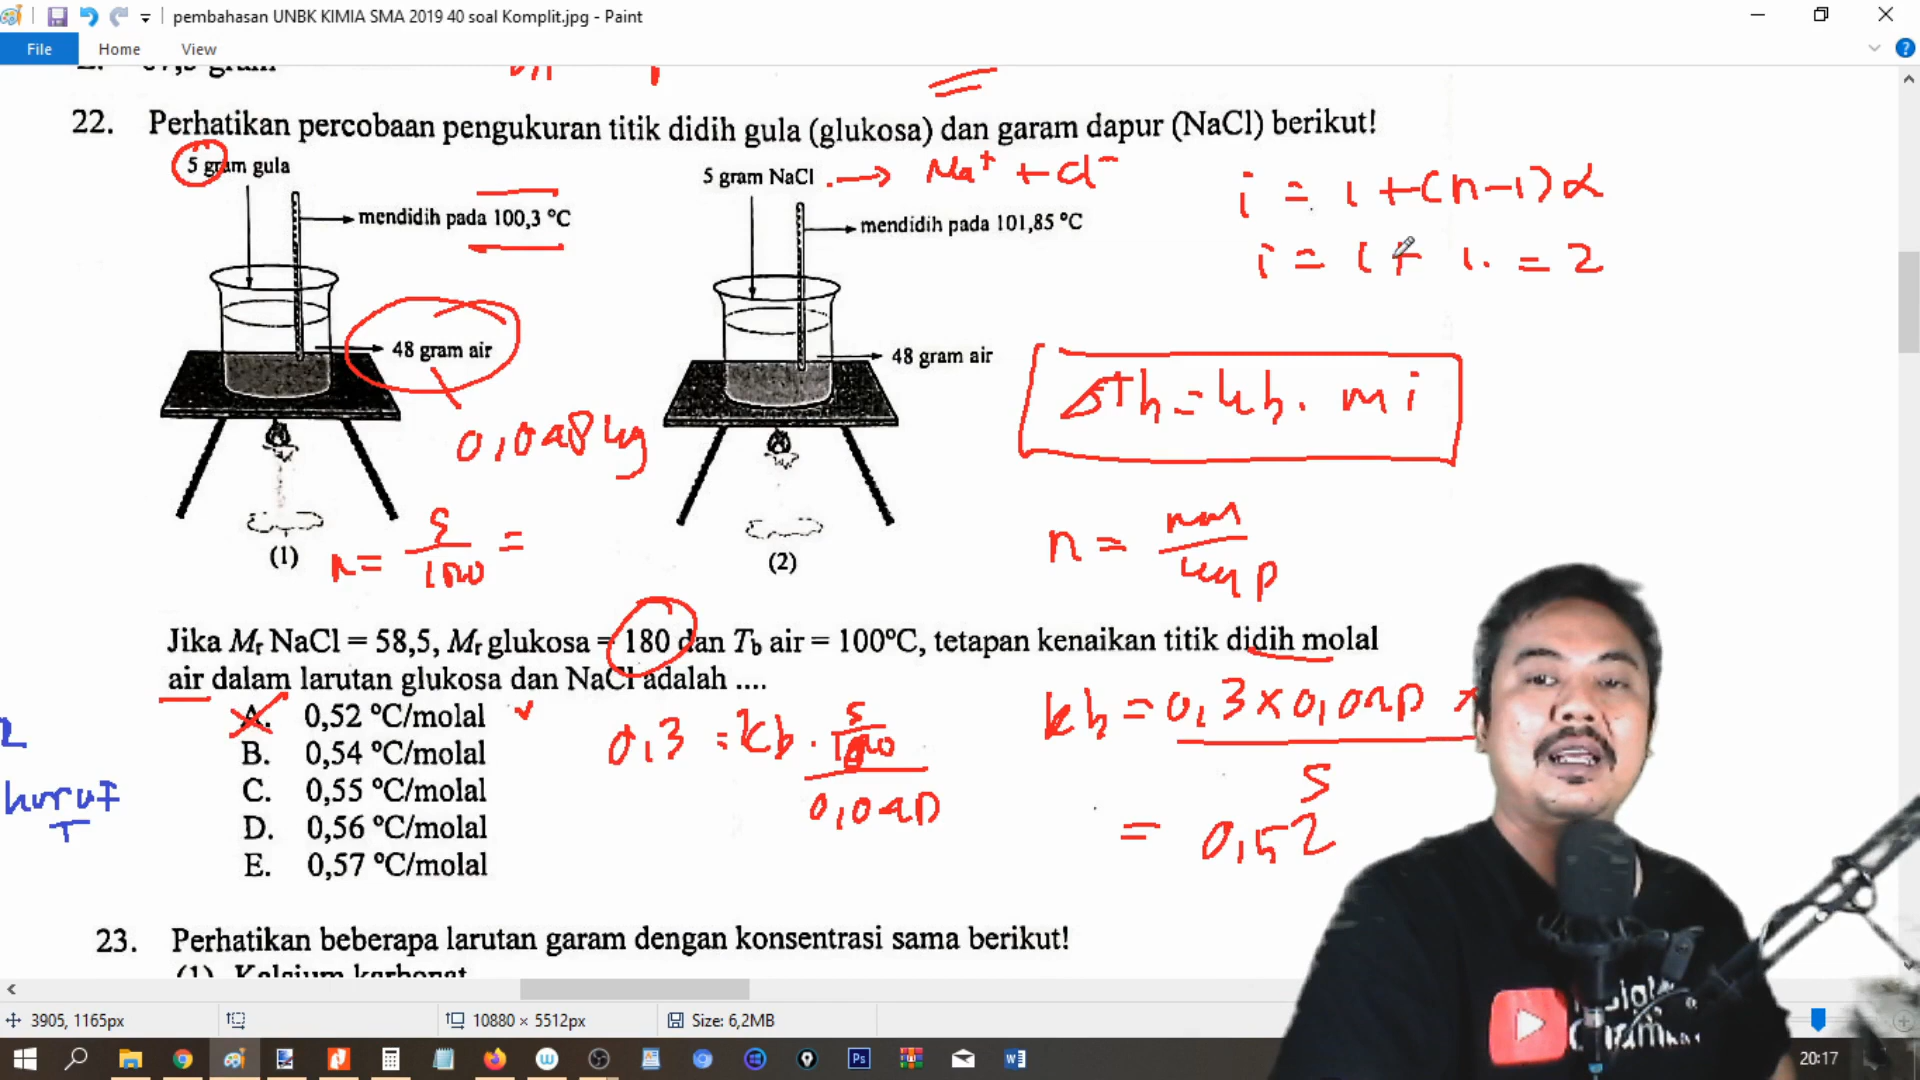 pembahasan UNBK KIMIA SMA 2019 40 soal Komplit.jpg - Paint
File Home View
22. Perhatikan percobaan pengukuran titik didih gula (glukosa) dan garam dapur (NaCl) berikut!
5 gram gula
mendidih pada 100,3 °C
48 gram air
0,048 kg
(1)
5 gram NaCl → Na⁺ + Cl⁻
mendidih pada 101,85 °C
48 gram air
(2)
i = 1 + (n-1) α
i = 1 + 1. = 2
ΔTb = kb. m i
Jika Mr NaCl = 58,5, Mr glukosa = 180 dan Tb air = 100°C, tetapan kenaikan titik didih molal
air dalam larutan glukosa dan NaCl adalah ....
A. 0,52 °C/molal
B. 0,54 °C/molal
C. 0,55 °C/molal
D. 0,56 °C/molal
E. 0,57 °C/molal
huruf
T
0,3 = kb .
0,048
kb = 0,3 x 0,048 x
5
= 0,52
23. Perhatikan beberapa larutan garam dengan konsentrasi sama berikut!
(1) Kalsium karbonat
3905, 1165px
10880 × 5512px
Size: 6,2MB
20:17